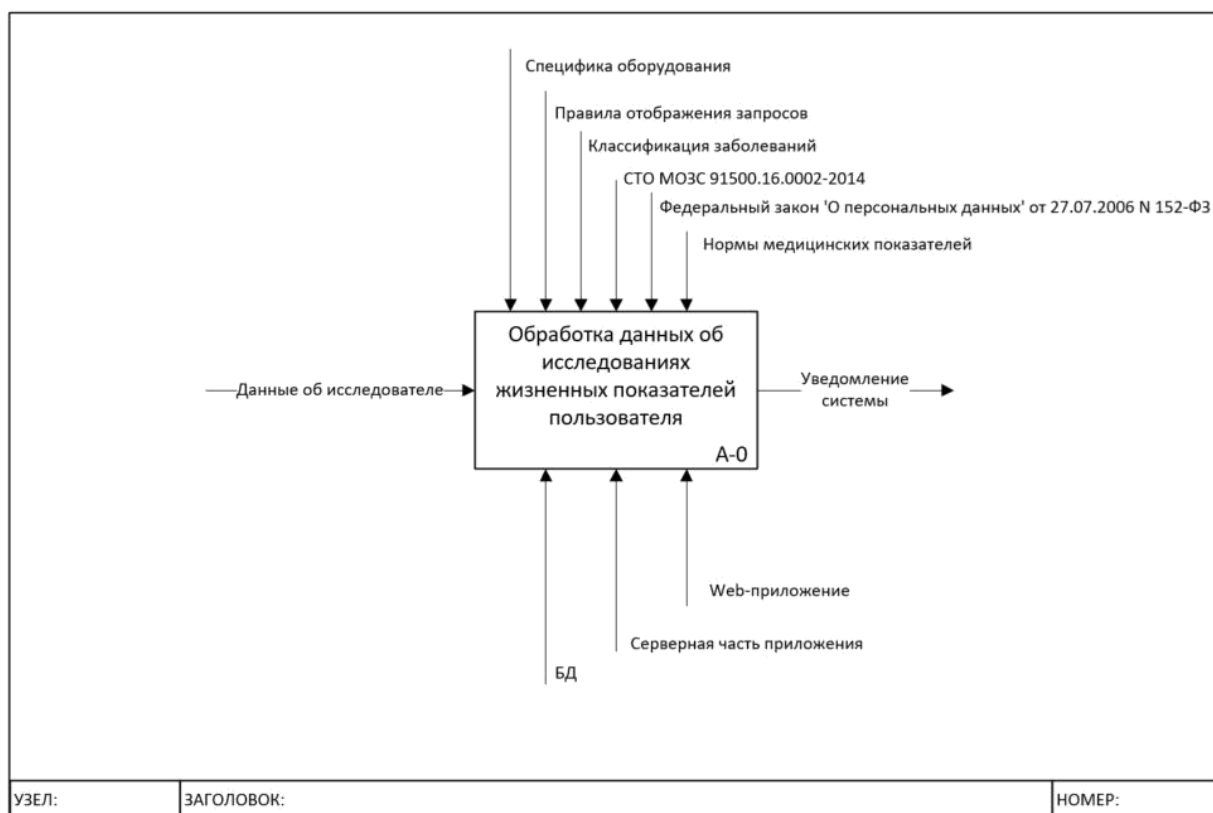 Специфика оборудования
Правила отображения запросов
Классификация заболеваний
СТО МОЗС 91500.16.0002-2014
Федеральный закон 'О персональных данных' от 27.07.2006 N 152-ФЗ
Нормы медицинских показателей
Обработка данных об
исследованиях
жизненных показателей
пользователя
A-0
Данные об исследователе
Уведомление
системы
Web-приложение
Серверная часть приложения
БД
УЗЕЛ:
ЗАГОЛОВОК:
НОМЕР: